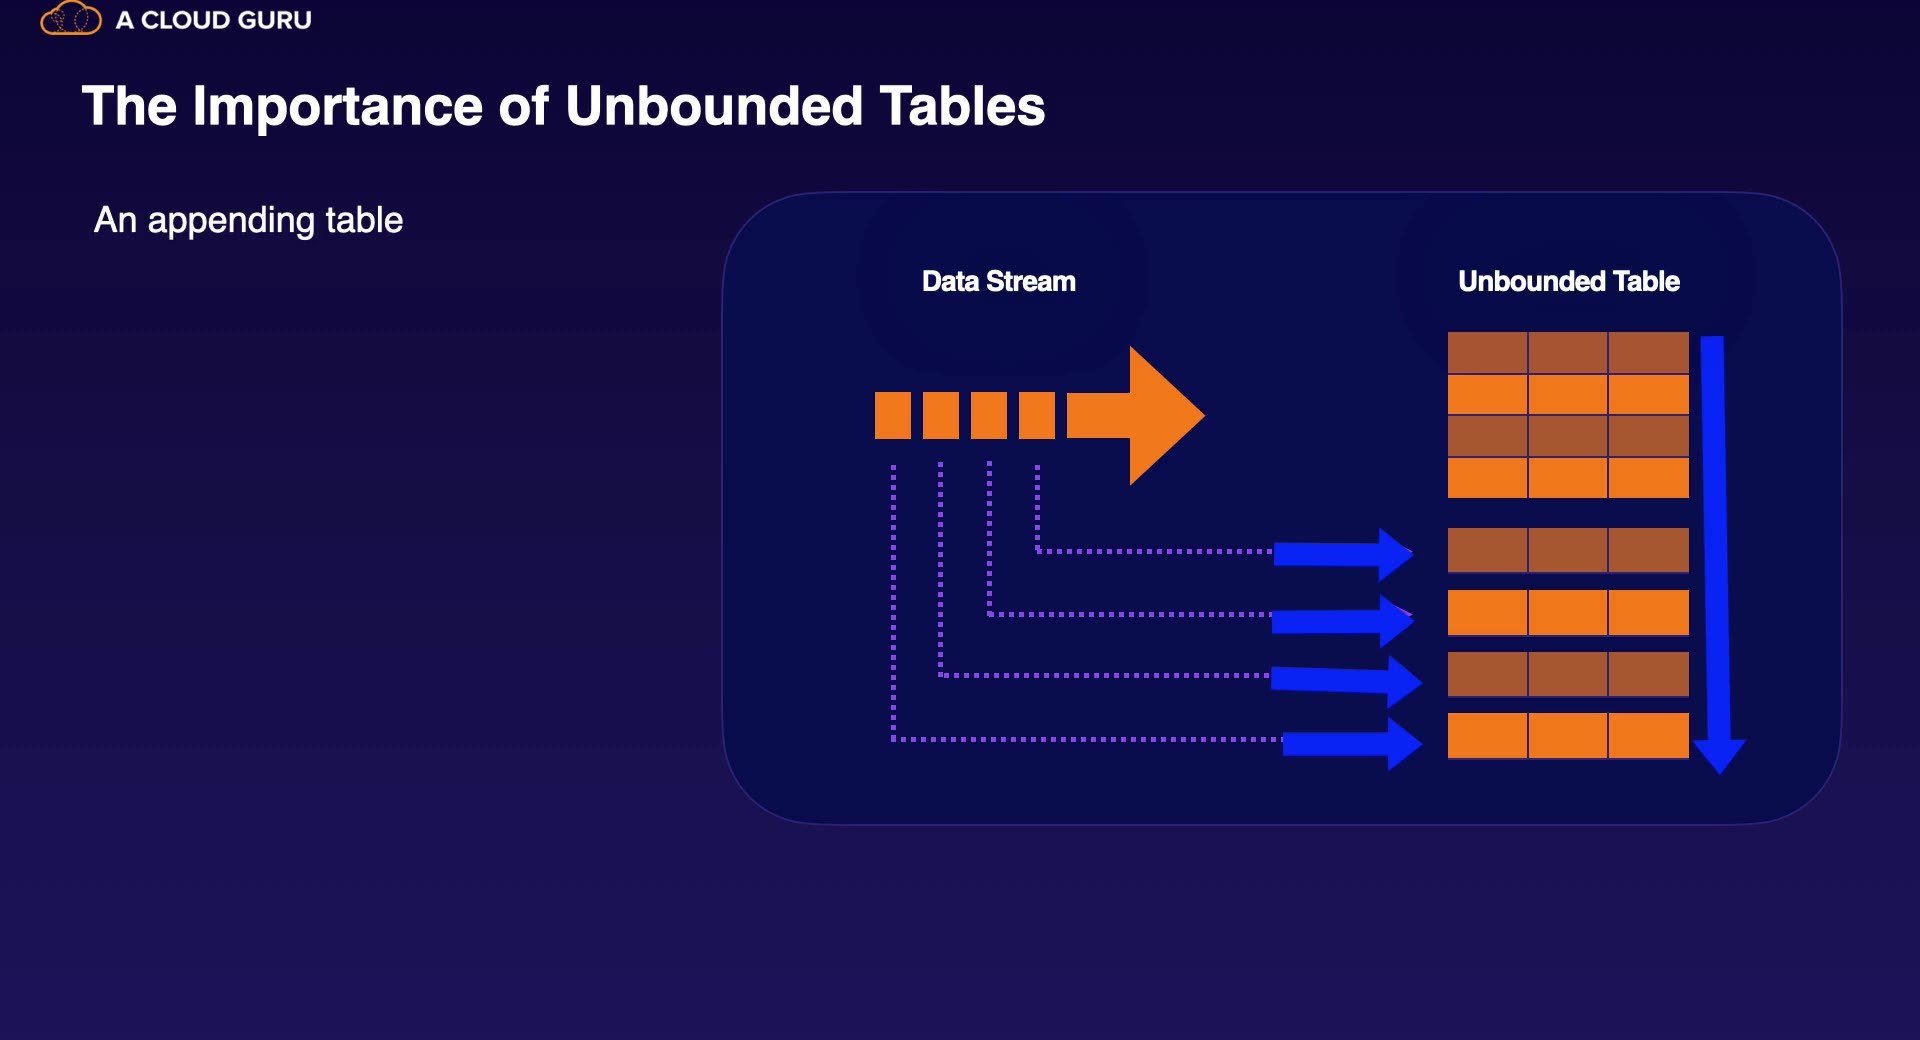 A CLOUD GURU
The Importance of Unbounded Tables
An appending table
Data Stream
Unbounded Table